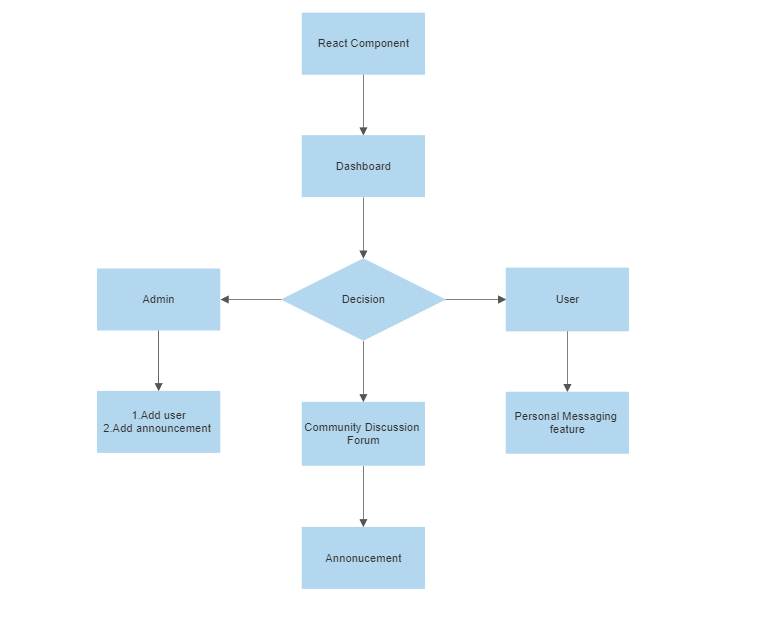 React Component
Dashboard
Admin
Decision
User
1.Add user
2.Add announcement
Community Discussion
Forum
Personal Messaging
feature
Annonucement